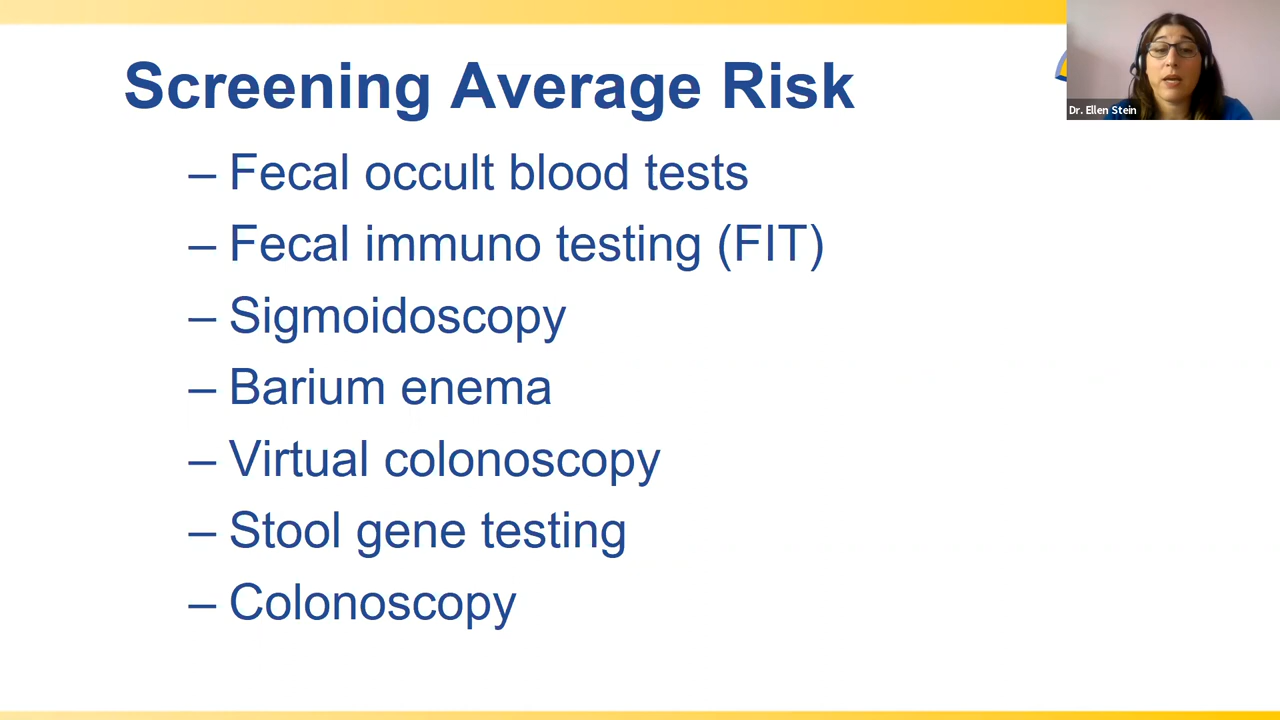 Screening Average Risk
Dr. Ellen Stein
– Fecal occult blood tests
– Fecal immuno testing (FIT)
– Sigmoidoscopy
– Barium enema
– Virtual colonoscopy
– Stool gene testing
– Colonoscopy